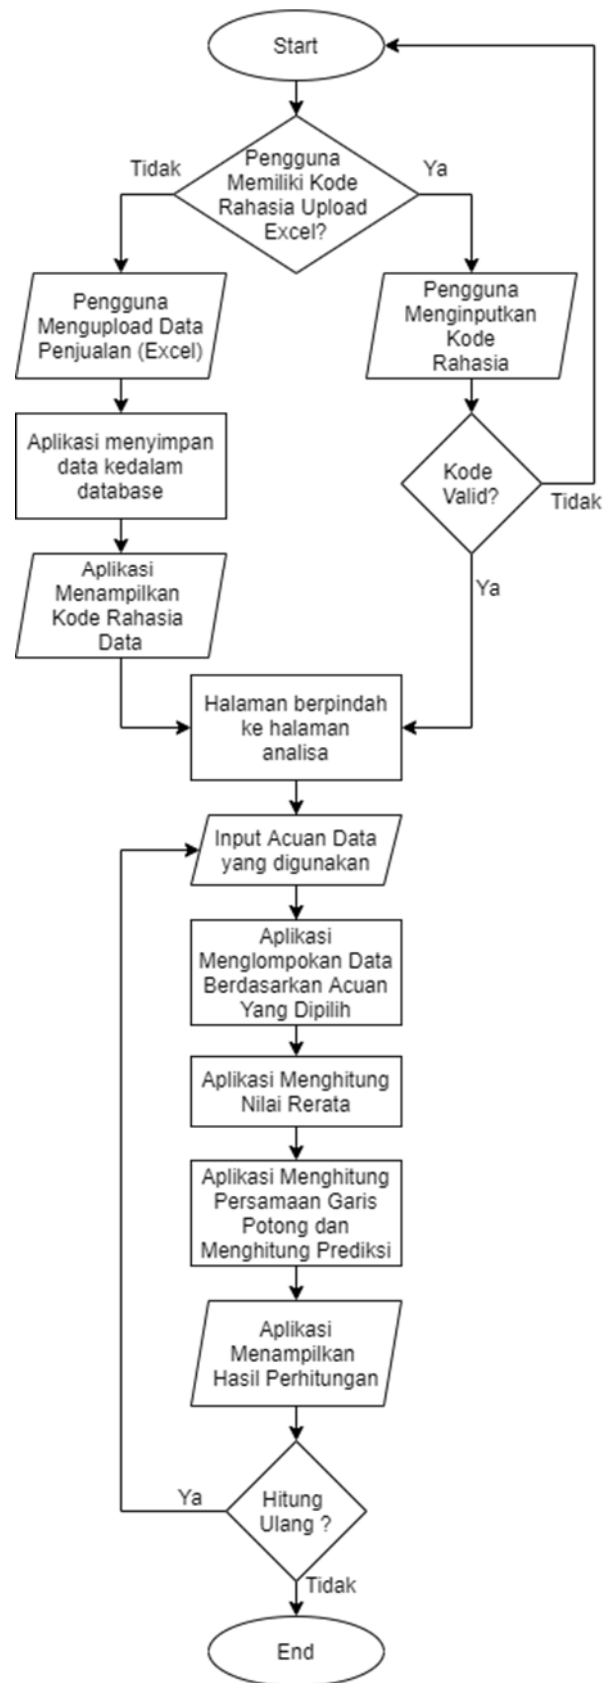 Start
Pengguna
Memiliki Kode
Rahasia Upload
Excel?
Tidak
Ya
Pengguna
Mengupload Data
Penjualan (Excel)
Pengguna
Menginputkan
Kode
Rahasia
Aplikasi menyimpan
data kedalam
database
Kode
Valid?
Tidak
Ya
Aplikasi
Menampilkan
Kode Rahasia
Data
Halaman berpindah
ke halaman
analisa
Input Acuan Data
yang digunakan
Aplikasi
Menglompokan Data
Berdasarkan Acuan
Yang Dipilih
Aplikasi Menghitung
Nilai Rerata
Aplikasi Menghitung
Persamaan Garis
Potong dan
Menghitung Prediksi
Aplikasi
Menampilkan
Hasil Perhitungan
Ya
Hitung
Ulang ?
Tidak
End